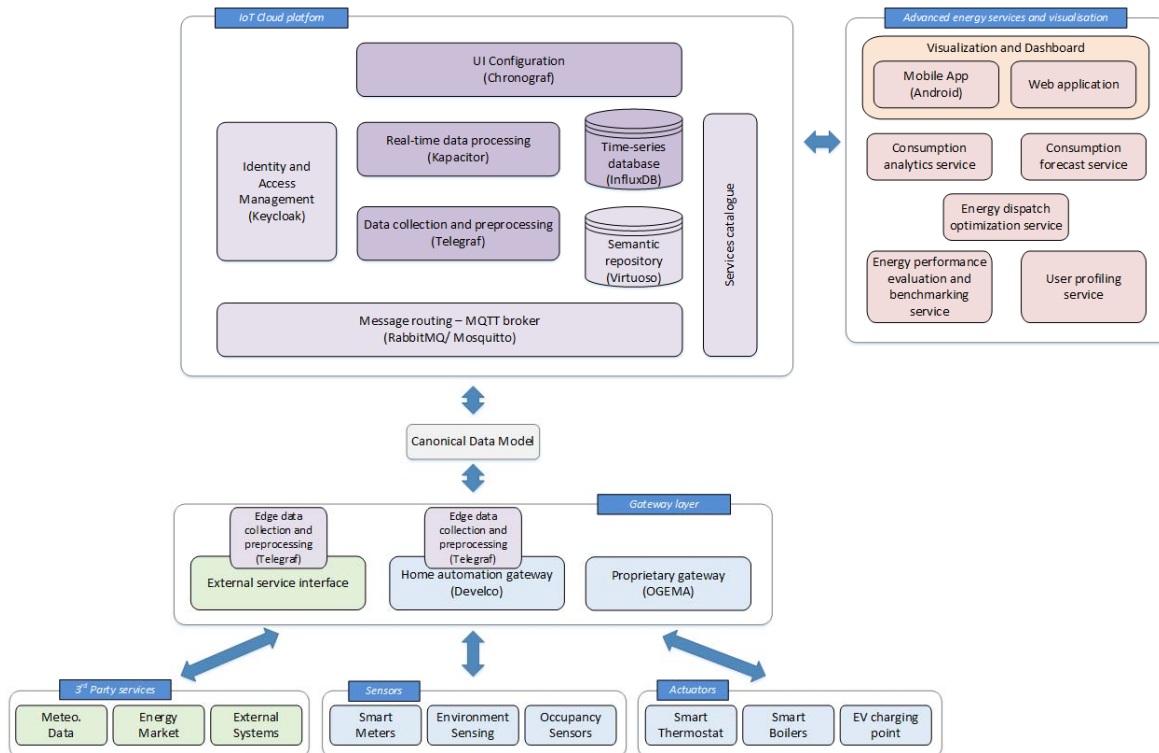 IoT Cloud platfom
UI Configuration
(Chronograf)
Identity and
Access
Management
(Keycloak)
Real-time data processing
(Kapacitor)
Time-series
database
(InfluxDB)
Data collection and preprocessing
(Telegraf)
Semantic
repository
(Virtuoso)
Services catalogue
Message routing – MQTT broker
(RabbitMQ/ Mosquitto)
Advanced energy services and visualisation
Visualization and Dashboard
Mobile App
(Android)
Web application
Consumption
analytics service
Consumption
forecast service
Energy dispatch
optimization service
Energy performance
evaluation and
benchmarking
service
User profiling
service
Canonical Data Model
Gateway layer
Edge data
collection and
preprocessing
(Telegraf)
External service interface
Edge data
collection and
preprocessing
(Telegraf)
Home automation gateway
(Develco)
Proprietary gateway
(OGEMA)
3rd Party services
Meteo.
Data
Energy
Market
External
Systems
Sensors
Smart
Meters
Environment
Sensing
Occupancy
Sensors
Actuators
Smart
Thermostat
Smart
Boilers
EV charging
point